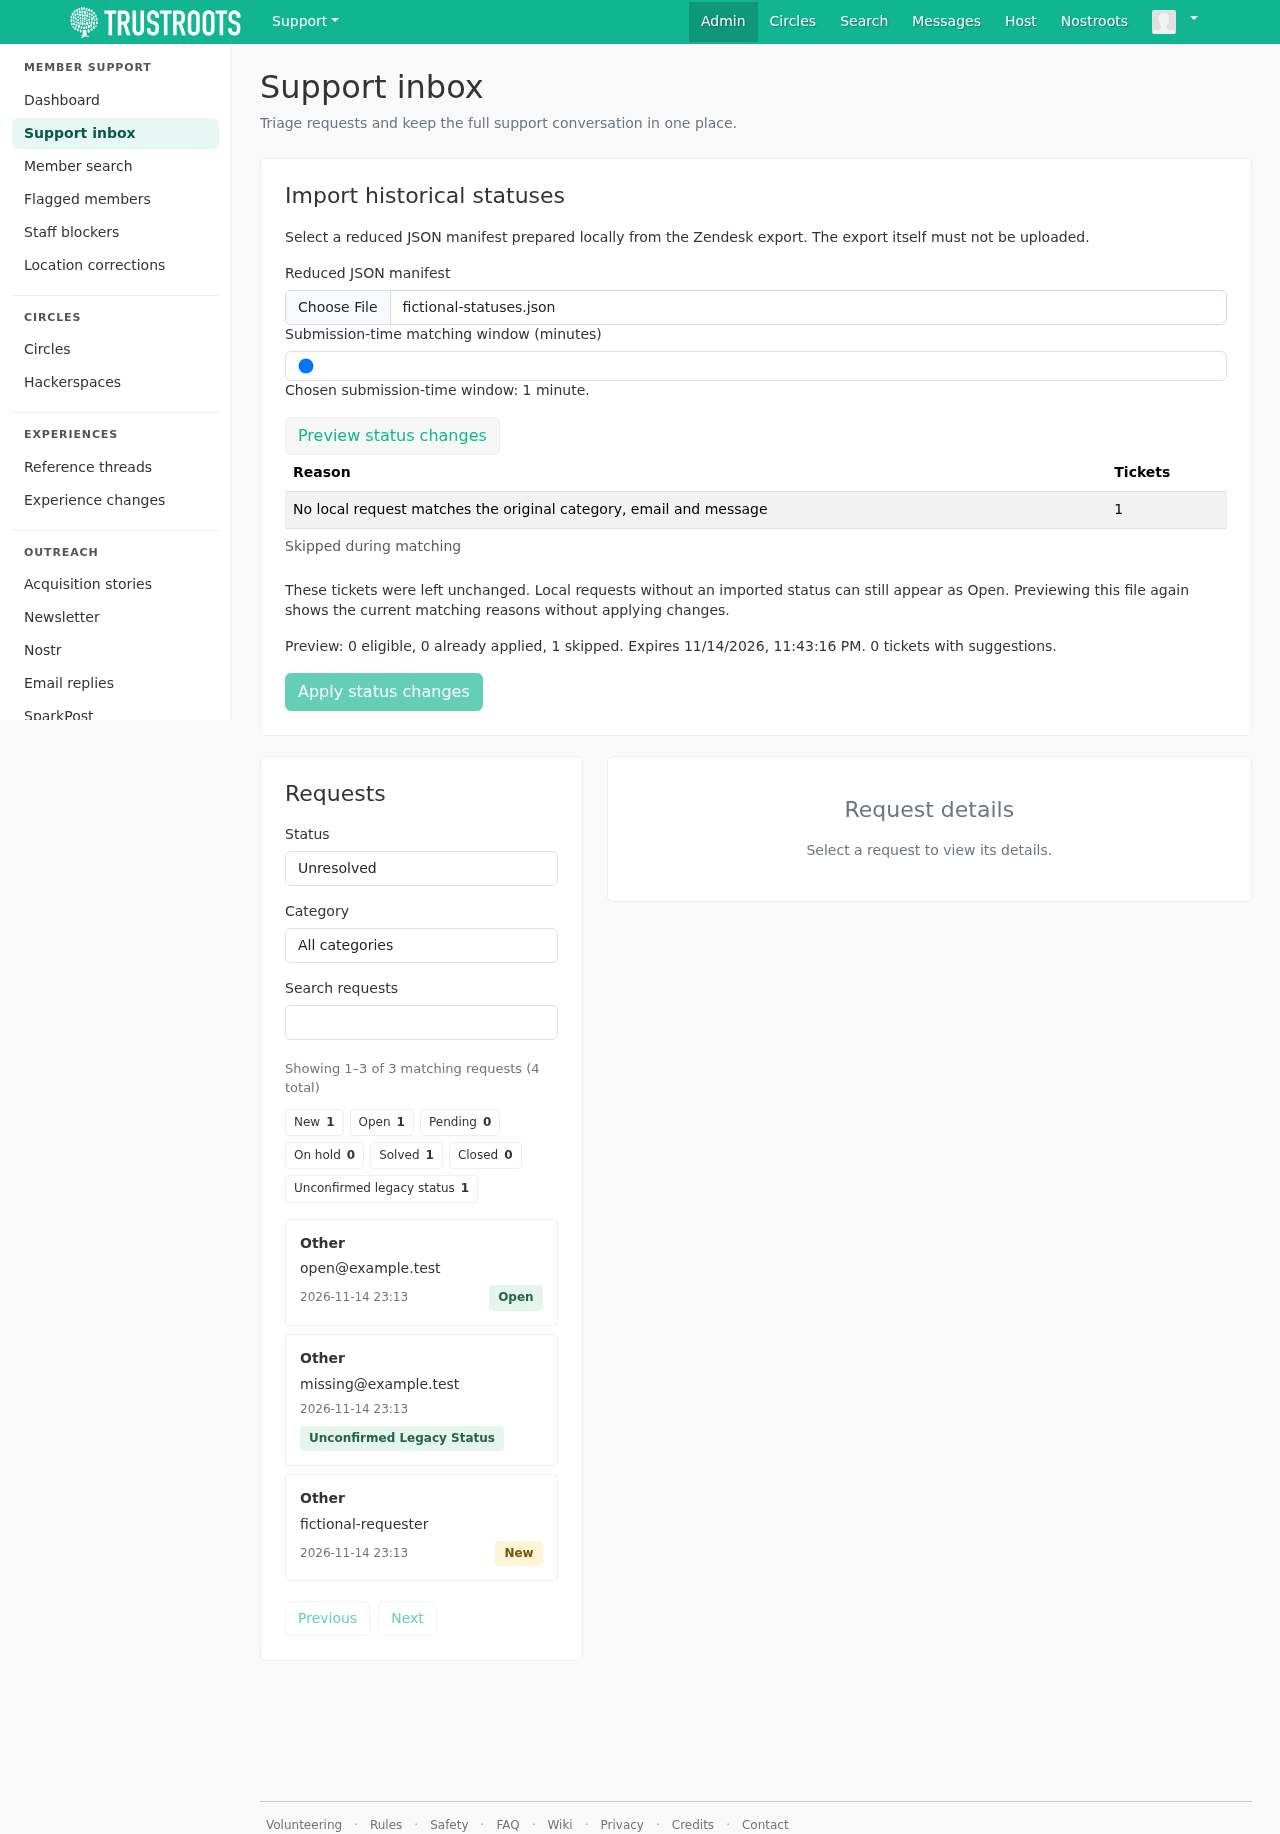 TRUSTROOTS
Support
Admin
Circles
Search
Messages
Host
Nostroots
MEMBER SUPPORT
Dashboard
Support inbox
Member search
Flagged members
Staff blockers
Location corrections
CIRCLES
Circles
Hackerspaces
EXPERIENCES
Reference threads
Experience changes
OUTREACH
Acquisition stories
Newsletter
Nostr
Email replies
SparkPost
Support inbox
Triage requests and keep the full support conversation in one place.
Import historical statuses
Select a reduced JSON manifest prepared locally from the Zendesk export. The export itself must not be uploaded.
Reduced JSON manifest
Choose File fictional-statuses.json
Submission-time matching window (minutes)
Chosen submission-time window: 1 minute.
Preview status changes
Reason Tickets
No local request matches the original category, email and message 1
Skipped during matching
These tickets were left unchanged. Local requests without an imported status can still appear as Open. Previewing this file again
shows the current matching reasons without applying changes.
Preview: 0 eligible, 0 already applied, 1 skipped. Expires 11/14/2026, 11:43:16 PM. 0 tickets with suggestions.
Apply status changes
Requests
Status
Unresolved
Category
All categories
Search requests
Showing 1–3 of 3 matching requests (4
total)
New 1 Open 1 Pending 0
On hold 0 Solved 1 Closed 0
Unconfirmed legacy status 1
Other
open@example.test
2026-11-14 23:13 Open
Other
missing@example.test
2026-11-14 23:13
Unconfirmed Legacy Status
Other
fictional-requester
2026-11-14 23:13 New
Previous Next
Request details
Select a request to view its details.
Volunteering · Rules · Safety · FAQ · Wiki · Privacy · Credits · Contact